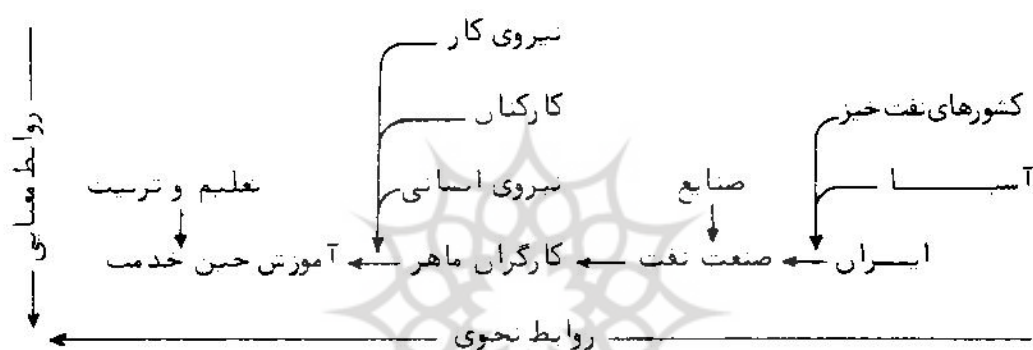 نیروی کار
کشورهای نفت خیز
کارکنان
آسیا
صنایع
نیروی انسانی
تعلیم و تربیت
ایران
صنعت نفت
کارگران ماهر
آموزش حین خدمت
روابط معنایی
روابط نحوی